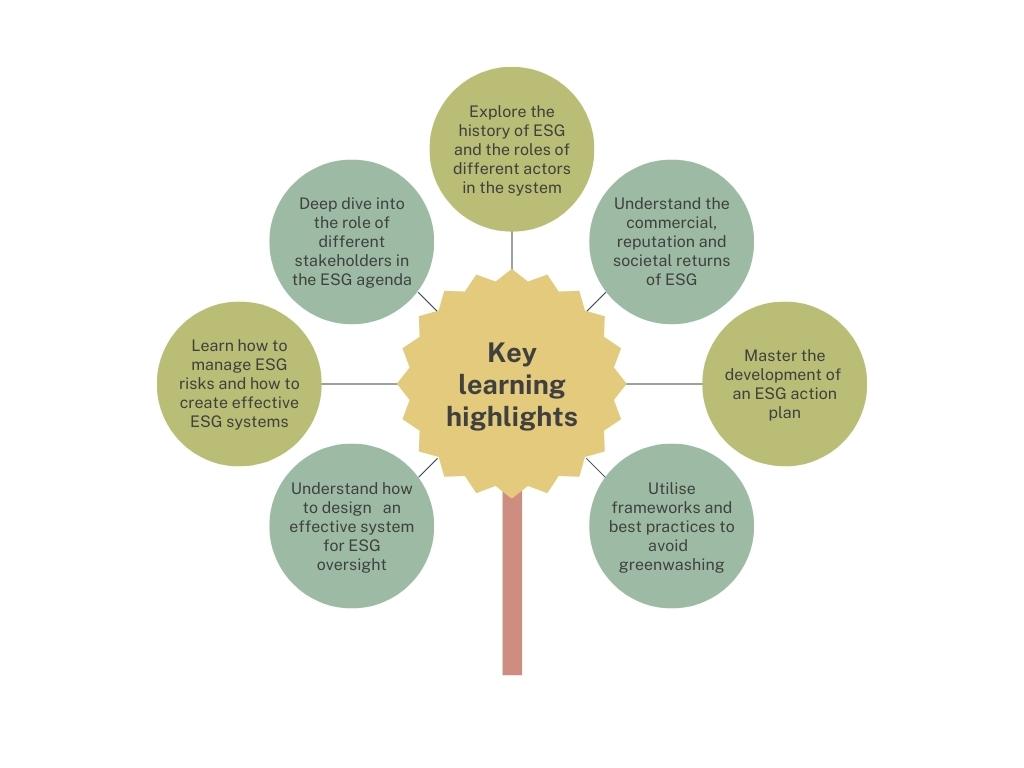 Explore the
history of ESG
and the roles of
different actors
in the system
Deep dive into
the role of
different
stakeholders in
the ESG agenda
Understand the
commercial,
reputation and
societal returns
of ESG
Learn how to
manage ESG
risks and how to
create effective
ESG systems
Key
learning
highlights
Master the
development of
an ESG action
plan
Understand how
to design an
effective system
for ESG
oversight
Utilise
frameworks and
best practices to
avoid
greenwashing